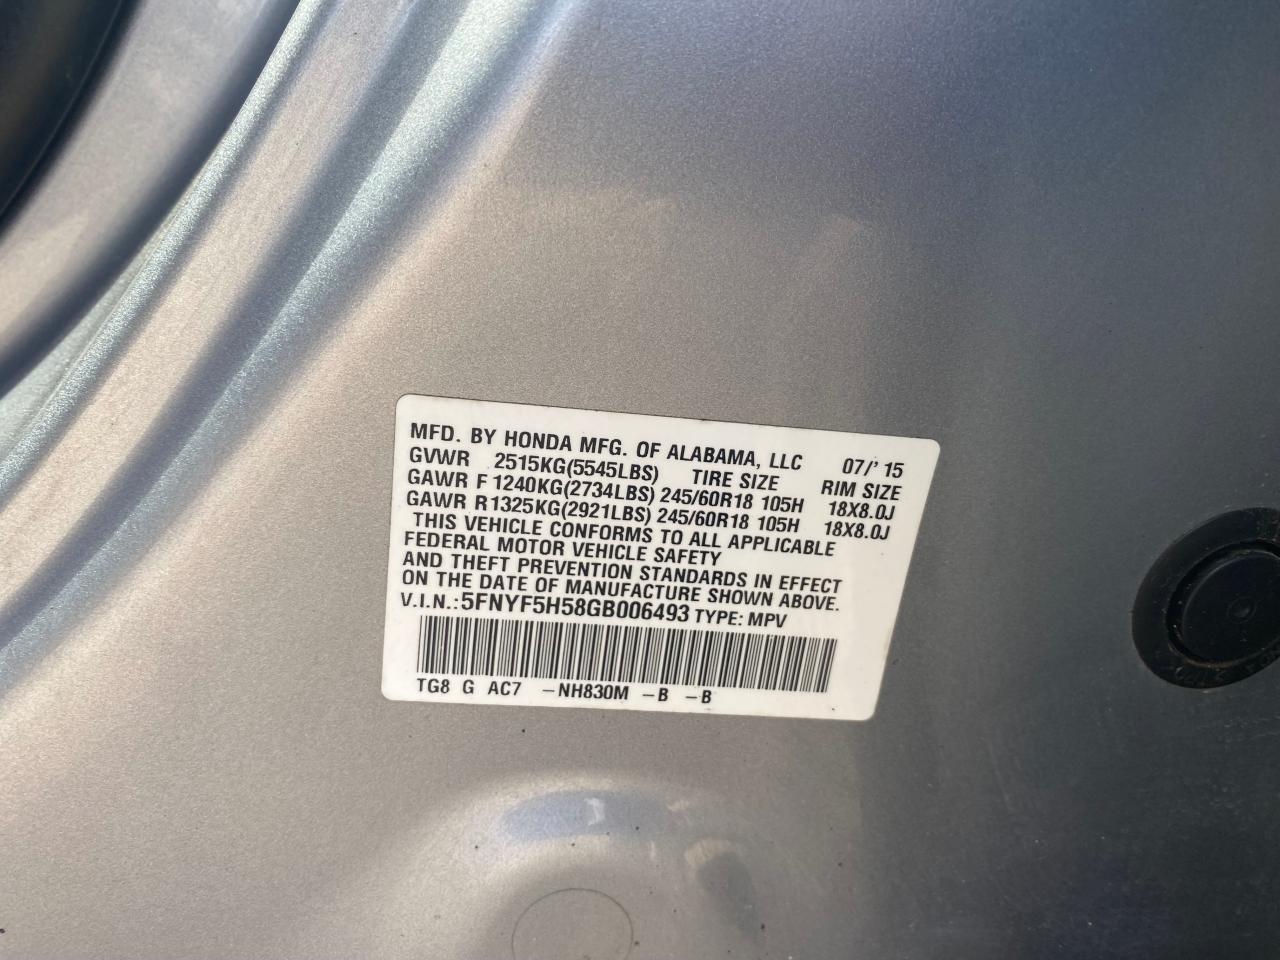 MFD. BY HONDA MFG. OF ALABAMA, LLC 07/'15
GVWR 2515KG(5545LBS) TIRE SIZE RIM SIZE
GAWR F 1240KG(2734LBS) 245/60R18 105H 18X8.0J
GAWR R1325KG(2921LBS) 245/60R18 105H 18X8.0J
THIS VEHICLE CONFORMS TO ALL APPLICABLE
FEDERAL MOTOR VEHICLE SAFETY
AND THEFT PREVENTION STANDARDS IN EFFECT
ON THE DATE OF MANUFACTURE SHOWN ABOVE.
V.I.N.:5FNYF5H58GB006493 TYPE: MPV
TG8 G AC7 –NH830M –B –B